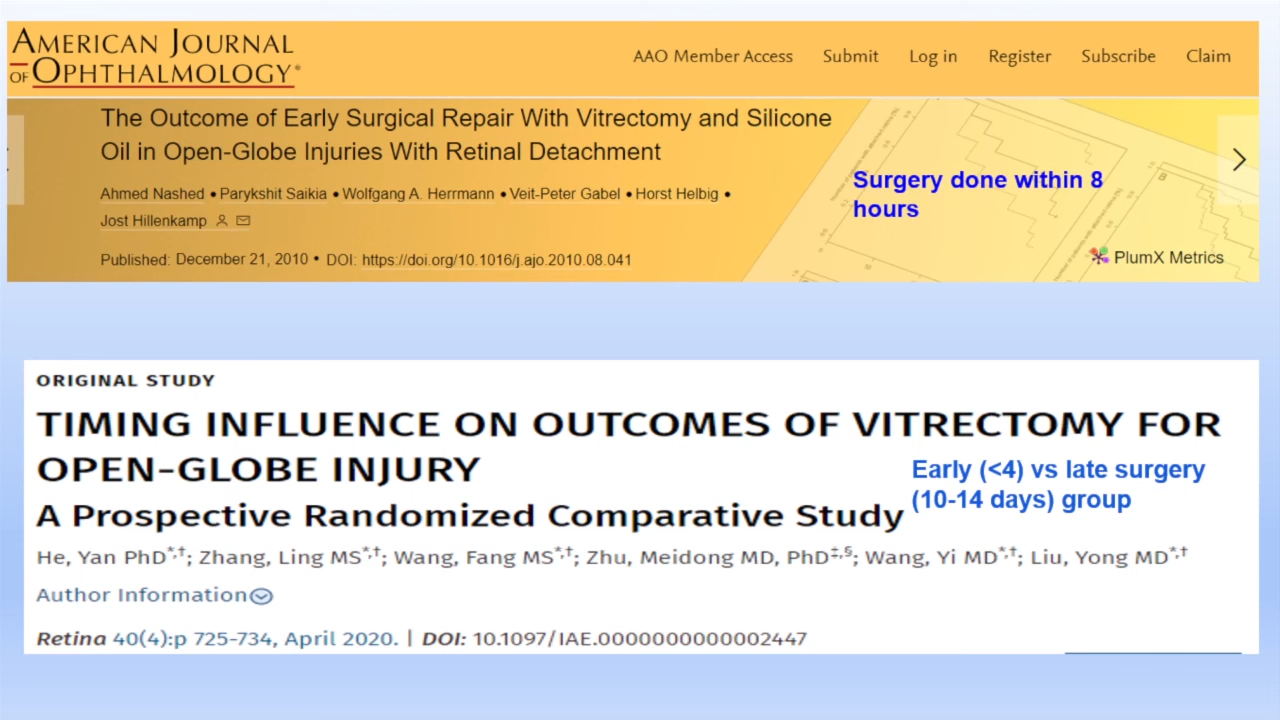 AMERICAN JOURNAL
OF OPHTHALMOLOGY®
AAO Member Access Submit Log in Register Subscribe Claim
The Outcome of Early Surgical Repair With Vitrectomy and Silicone
Oil in Open-Globe Injuries With Retinal Detachment
Ahmed Nashed • Parykshit Saikia • Wolfgang A. Herrmann • Veit-Peter Gabel • Horst Helbig •
Jost Hillenkamp
Published: December 21, 2010 • DOI: https://doi.org/10.1016/j.ajo.2010.08.041
Surgery done within 8
hours
PlumX Metrics
ORIGINAL STUDY
TIMING INFLUENCE ON OUTCOMES OF VITRECTOMY FOR
OPEN-GLOBE INJURY
A Prospective Randomized Comparative Study
Early (<4) vs late surgery
(10-14 days) group
He, Yan PhD*,†; Zhang, Ling MS*,†; Wang, Fang MS*,†; Zhu, Meidong MD, PhD‡,§; Wang, Yi MD*,†; Liu, Yong MD*,†
Author Information
Retina 40(4):p 725-734, April 2020. | DOI: 10.1097/IAE.0000000000002447